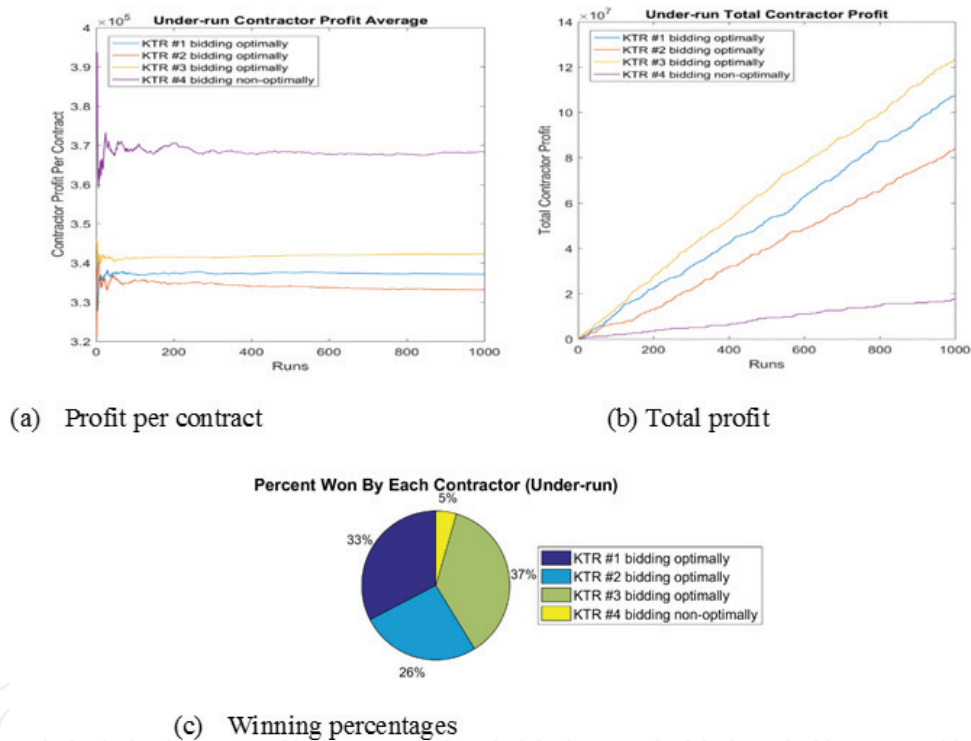 Under-run Contractor Profit Average
×10^5
4
3.9
3.8
3.7
3.6
3.5
3.4
3.3
3.2
Contractor Profit Per Contract
KTR #1 bidding optimally
KTR #2 bidding optimally
KTR #3 bidding optimally
KTR #4 bidding non-optimally
0 200 400 600 800 1000
Runs
Under-run Total Contractor Profit
×10^7
14
12
10
8
6
4
2
0
Total Contractor Profit
KTR #1 bidding optimally
KTR #2 bidding optimally
KTR #3 bidding optimally
KTR #4 bidding non-optimally
0 200 400 600 800 1000
Runs
(a) Profit per contract
(b) Total profit
Percent Won By Each Contractor (Under-run)
5%
33%
37%
26%
KTR #1 bidding optimally
KTR #2 bidding optimally
KTR #3 bidding optimally
KTR #4 bidding non-optimally
(c) Winning percentages